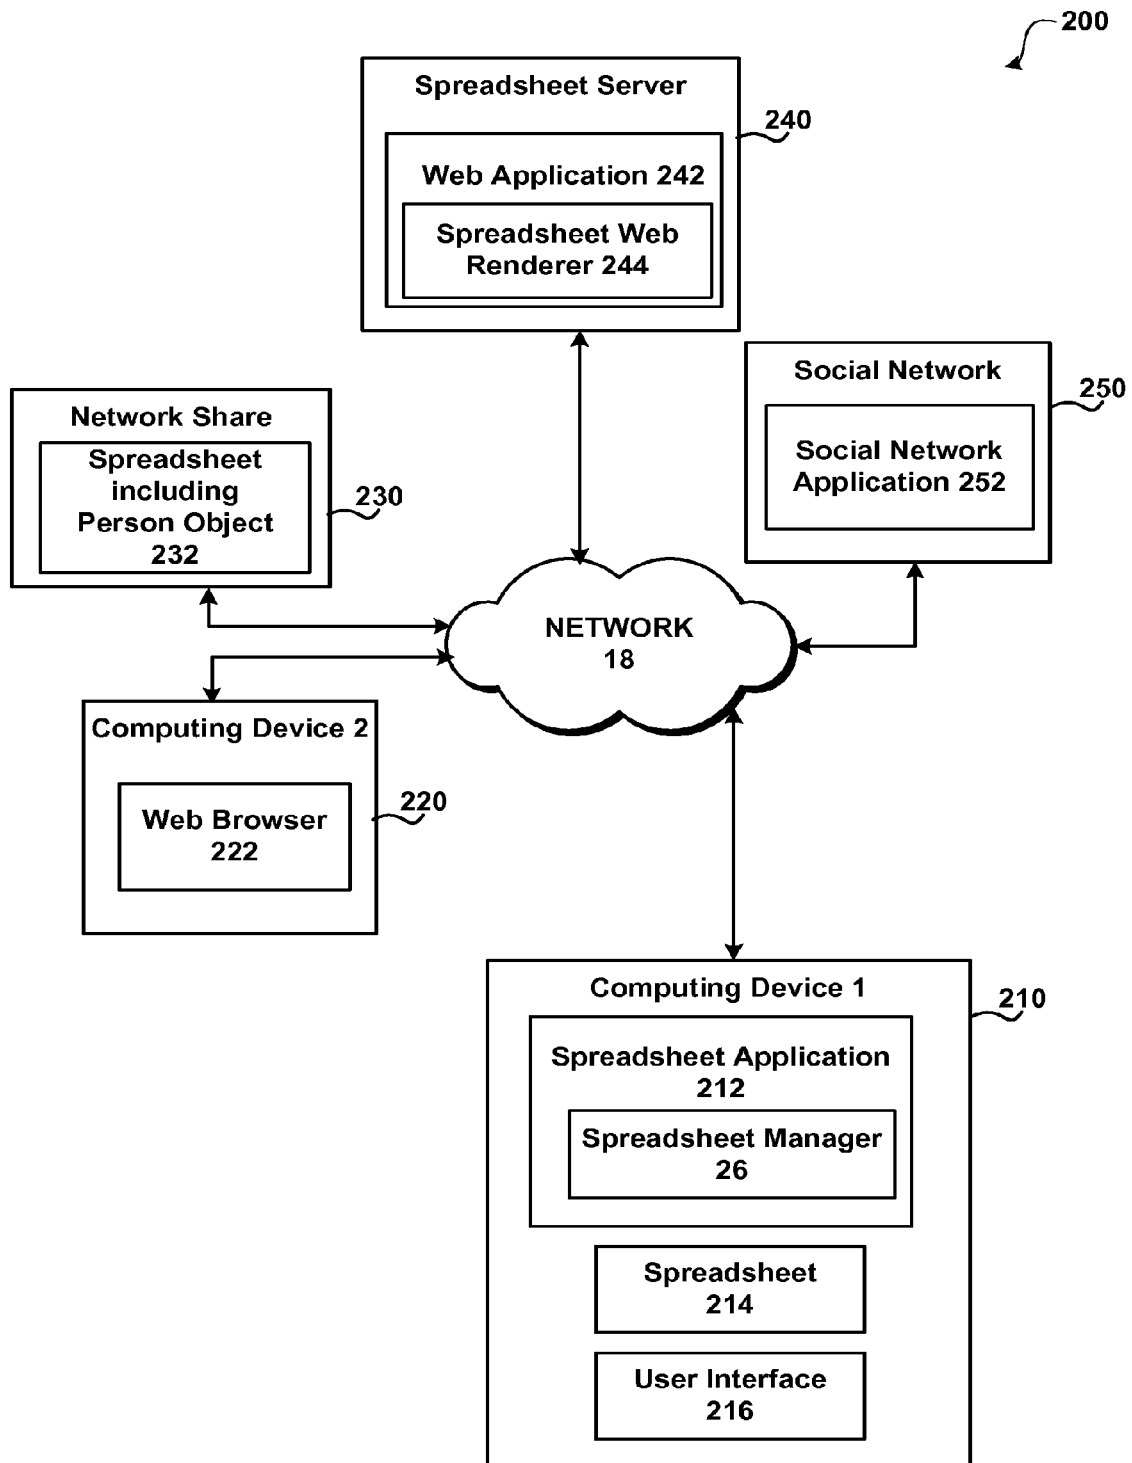 200
Spreadsheet Server
240
Web Application 242
Spreadsheet Web
Renderer 244
Social Network
250
Social Network
Application 252
Network Share
Spreadsheet
including
Person Object
232
230
NETWORK
18
Computing Device 2
220
Web Browser
222
Computing Device 1
210
Spreadsheet Application
212
Spreadsheet Manager
26
Spreadsheet
214
User Interface
216